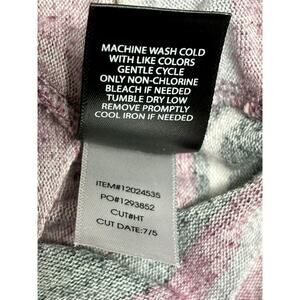 MACHINE WASH COLD
WITH LIKE COLORS
GENTLE CYCLE
ONLY NON-CHLORINE
BLEACH IF NEEDED
TUMBLE DRY LOW
REMOVE PROMPTLY
COOL IRON IF NEEDED
ITEM#12024535
PO#1293852
CUT#HT
CUT DATE:7/5